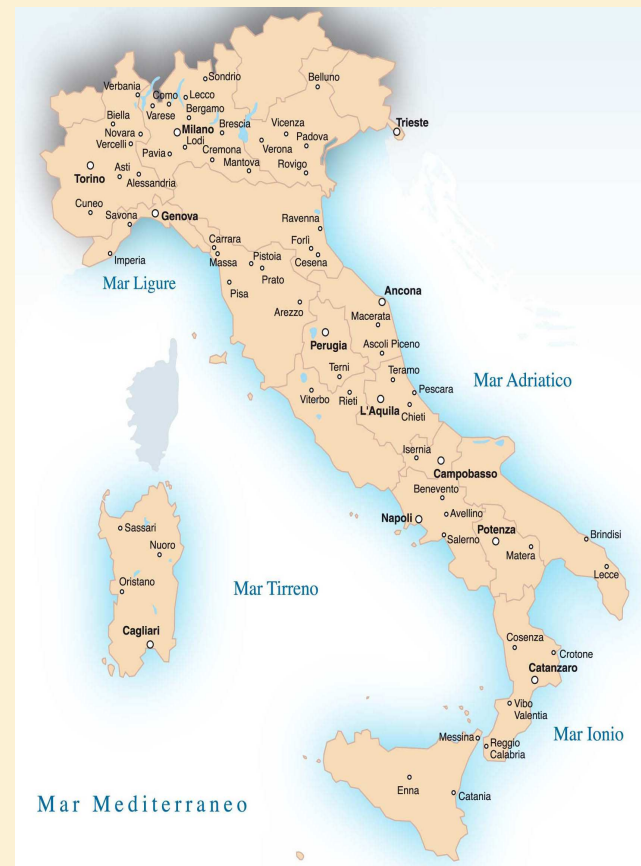 Sondrio
Belluno
Verbania
Como
Lecco
Biella
Varese
Bergamo
Trieste
Novara
Milano
Brescia
Vicenza
Vercelli
Lodi
Verona
Padova
Pavia
Cremona
Mantova
Rovigo
Torino
Asti
Alessandria
Cuneo
Savona
Genova
Ravenna
Imperia
Carrara
Massa
Pistoia
Prato
Forlì
Cesena
Mar Ligure
Pisa
Arezzo
Ancona
Macerata
Perugia
Ascoli Piceno
Terni
Teramo
Mar Adriatico
Viterbo
Rieti
L'Aquila
Pescara
Chieti
Isernia
Campobasso
Benevento
Napoli
Avellino
Salerno
Potenza
Matera
Brindisi
Lecce
Sassari
Nuoro
Oristano
Cagliari
Mar Tirreno
Cosenza
Crotone
Catanzaro
Vibo
Valentia
Messina
Reggio
Calabria
Mar Ionio
Enna
Catania
Mar Mediterraneo